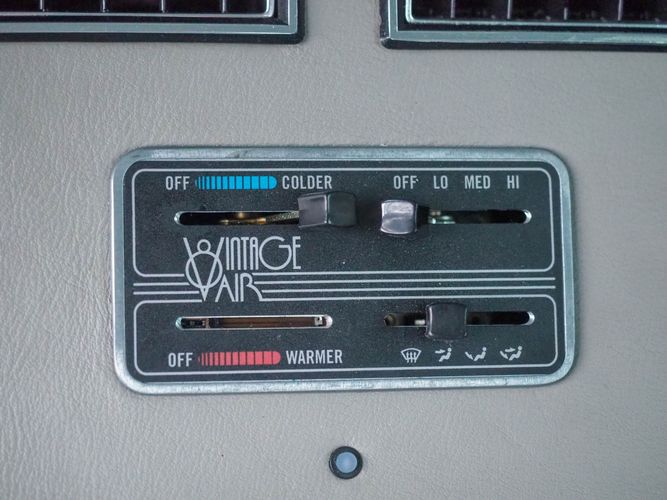 OFF COLDER OFF LO MED HI
VINTAGE
AIR
OFF WARMER